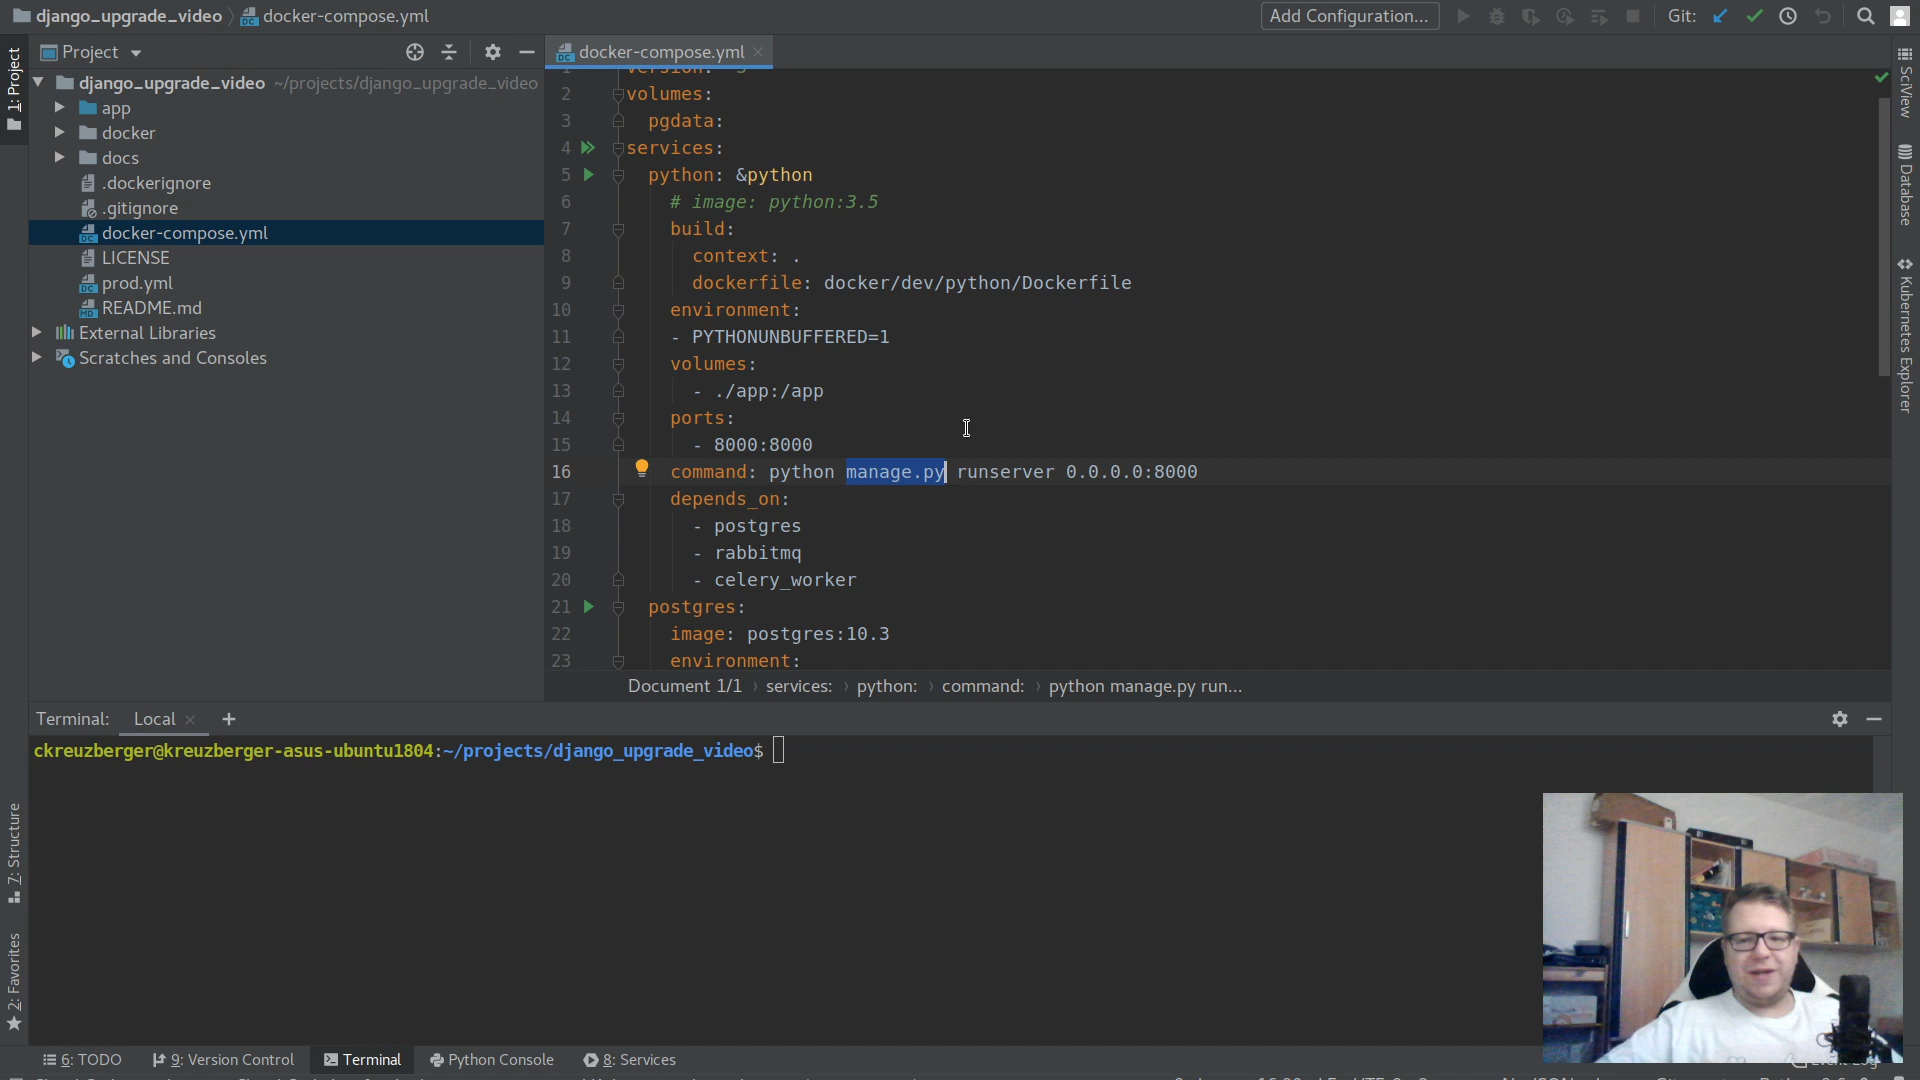 django_upgrade_video docker-compose.yml Add Configuration... Git:
Project docker-compose.yml
1: Project
django_upgrade_video ~/projects/django_upgrade_video
app
docker
docs
.dockerignore
.gitignore
docker-compose.yml
LICENSE
prod.yml
README.md
External Libraries
Scratches and Consoles
2 volumes:
3 pgdata:
4 services:
5 python: &python
6 # image: python:3.5
7 build:
8 context: .
9 dockerfile: docker/dev/python/Dockerfile
10 environment:
11 - PYTHONUNBUFFERED=1
12 volumes:
13 - ./app:/app
14 ports:
15 - 8000:8000
16 command: python manage.py runserver 0.0.0.0:8000
17 depends_on:
18 - postgres
19 - rabbitmq
20 - celery_worker
21 postgres:
22 image: postgres:10.3
23 environment:
Document 1/1 › services: › python: › command: › python manage.py run...
SciView
Database
Kubernetes Explorer
Terminal: Local
ckreuzberger@kreuzberger-asus-ubuntu1804:~/projects/django_upgrade_video$
7: Structure
2: Favorites
6: TODO 9: Version Control Terminal Python Console 8: Services